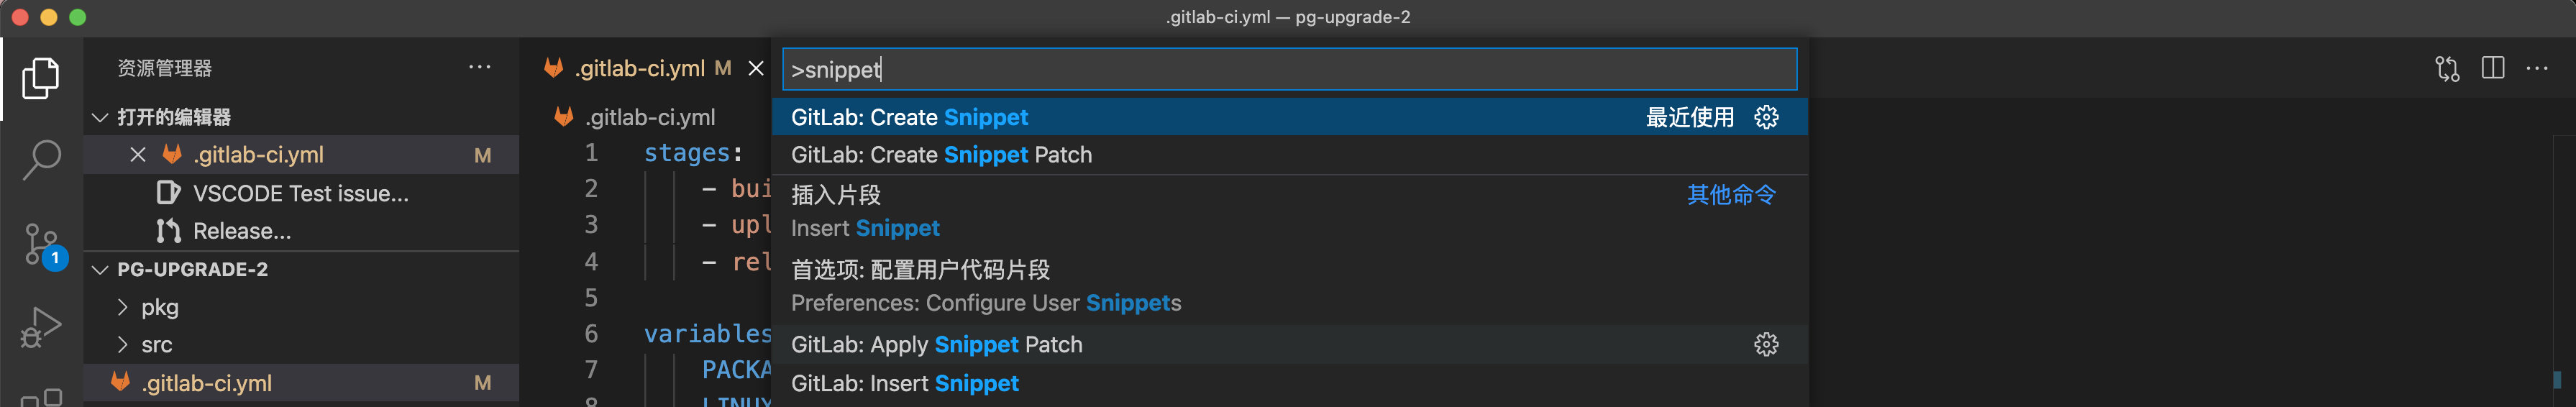 .gitlab-ci.yml — pg-upgrade-2
资源管理器
打开的编辑器
.gitlab-ci.yml M
VSCODE Test issue...
Release...
1
PG-UPGRADE-2
pkg
src
.gitlab-ci.yml M
.gitlab-ci.yml M
.gitlab-ci.yml
1 stages:
2 - bui
3 - upl
4 - rel
5
6 variables
7 PACKA
8 LINUX
>snippet
GitLab: Create Snippet 最近使用
GitLab: Create Snippet Patch
插入片段 其他命令
Insert Snippet
首选项: 配置用户代码片段
Preferences: Configure User Snippets
GitLab: Apply Snippet Patch
GitLab: Insert Snippet